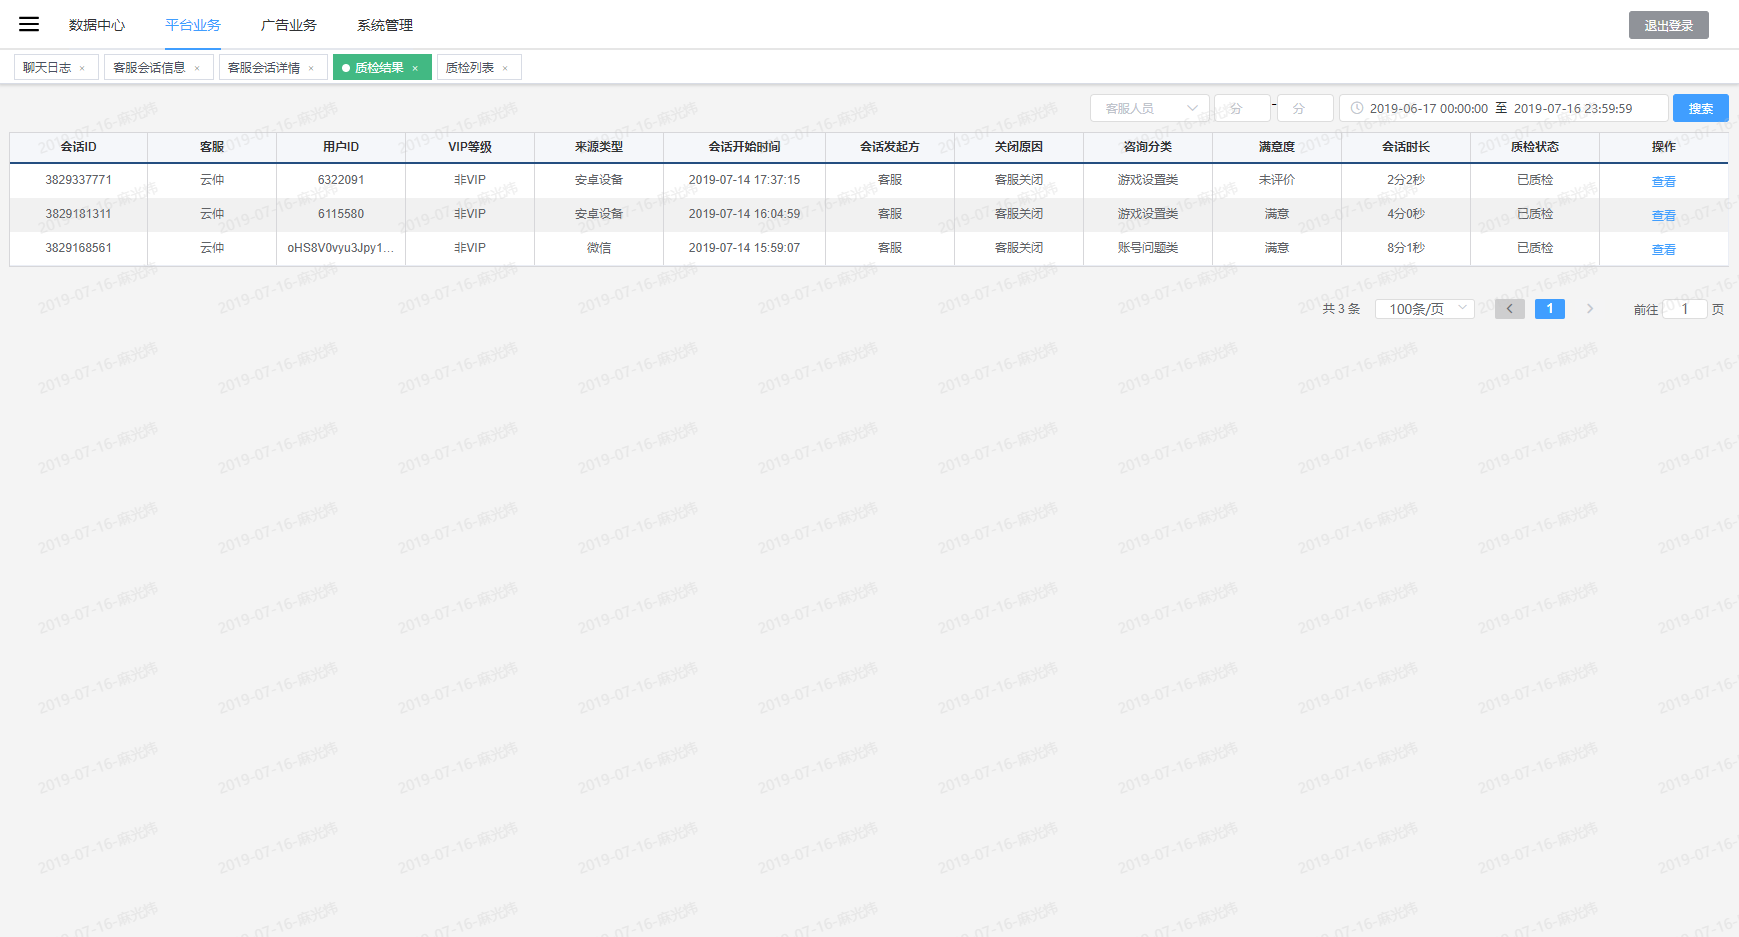 数据中心 平台业务 广告业务 系统管理 退出登录
聊天日志 × 客服会话信息 × 客服会话详情 × 质检结果 × 质检列表 ×
客服人员 分 - 分 2019-06-17 00:00:00 至 2019-07-16 23:59:59 搜索
会话ID 客服 用户ID VIP等级 来源类型 会话开始时间 会话发起方 关闭原因 咨询分类 满意度 会话时长 质检状态 操作
3829337771 云仲 6322091 非VIP 安卓设备 2019-07-14 17:37:15 客服 客服关闭 游戏设置类 未评价 2分2秒 已质检 查看
3829181311 云仲 6115580 非VIP 安卓设备 2019-07-14 16:04:59 客服 客服关闭 游戏设置类 满意 4分0秒 已质检 查看
3829168561 云仲 oHS8V0vyu3Jpy1... 非VIP 微信 2019-07-14 15:59:07 客服 客服关闭 账号问题类 满意 8分1秒 已质检 查看
共 3 条 100条/页 1 前往 1 页
2019-07-16-麻光纬